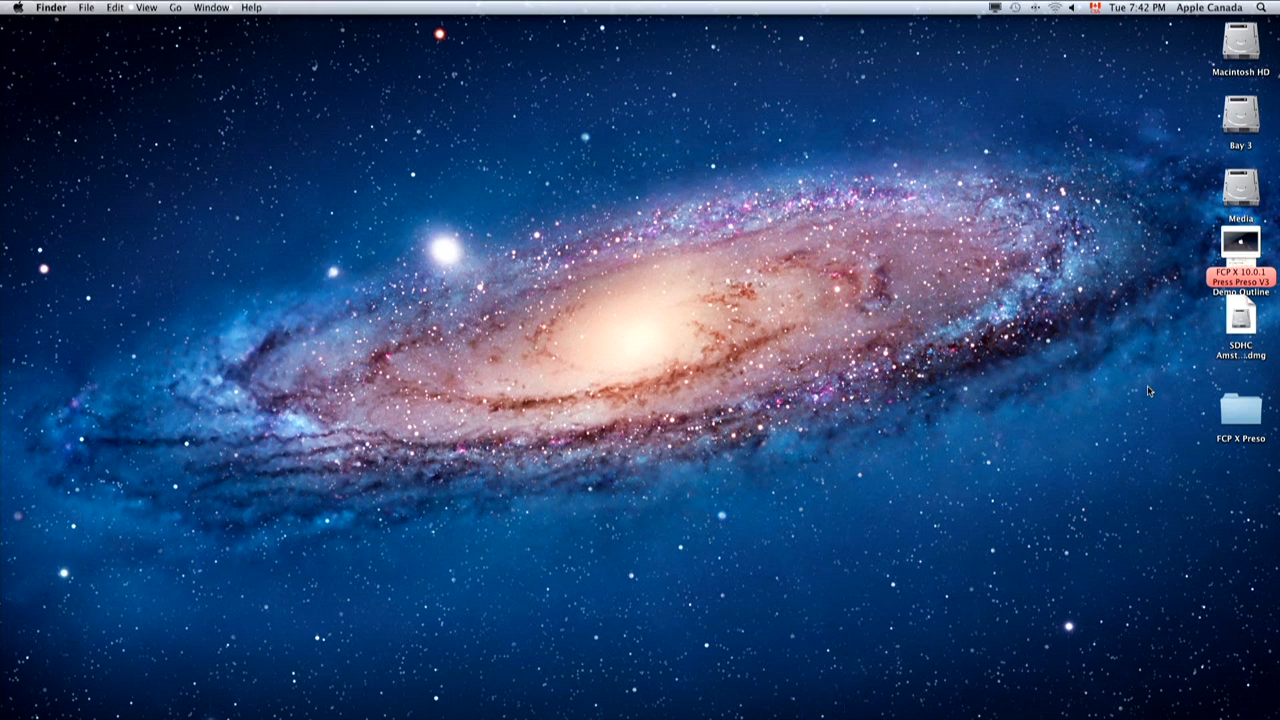 Finder File Edit View Go Window Help Tue 7:42 PM Apple Canada
Macintosh HD
Bay 3
Media
FCP X 10.0.1
Press Preso V3
Demo Outline
SDHC
Amst...dmg
FCP X Preso